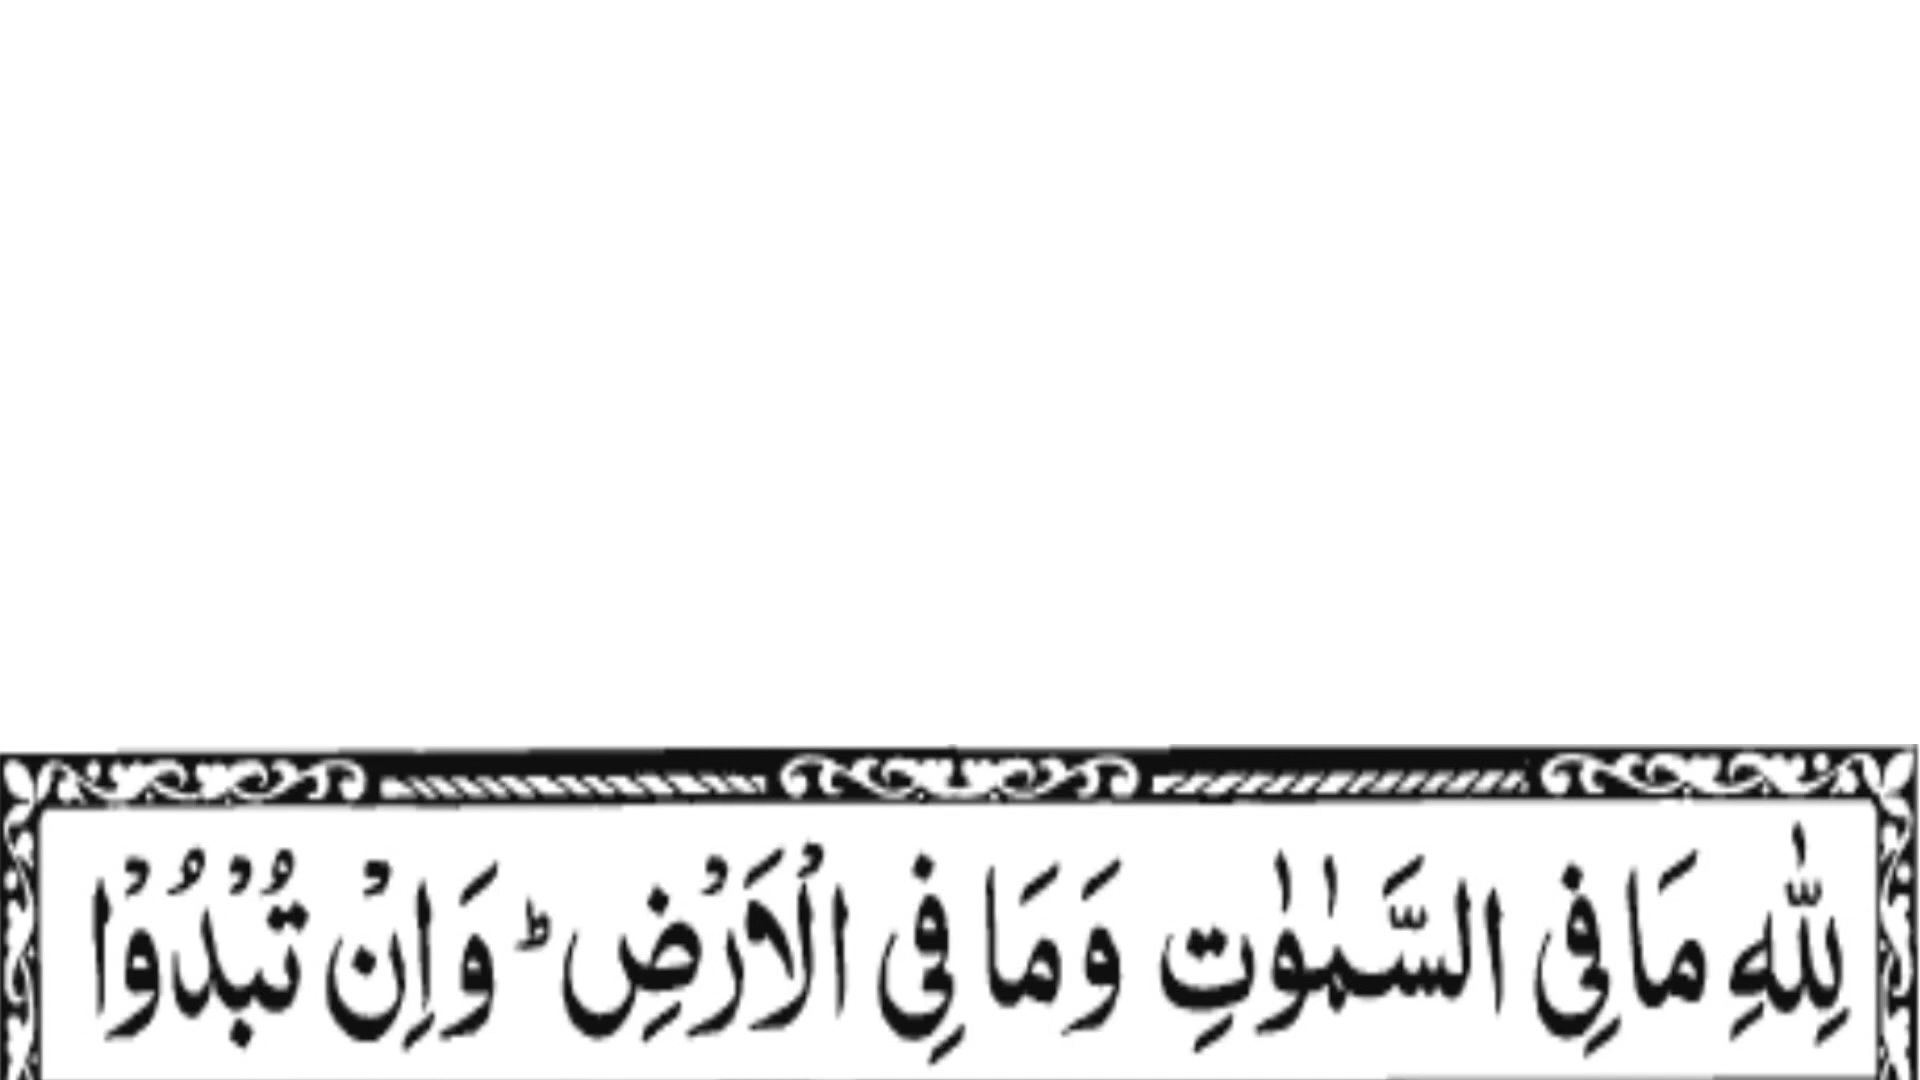 لِلّٰهِ مَا فِى السَّمٰوٰتِ وَمَا فِى الْاَرْضِ ؕ وَاِنْ تُبْدُوْا